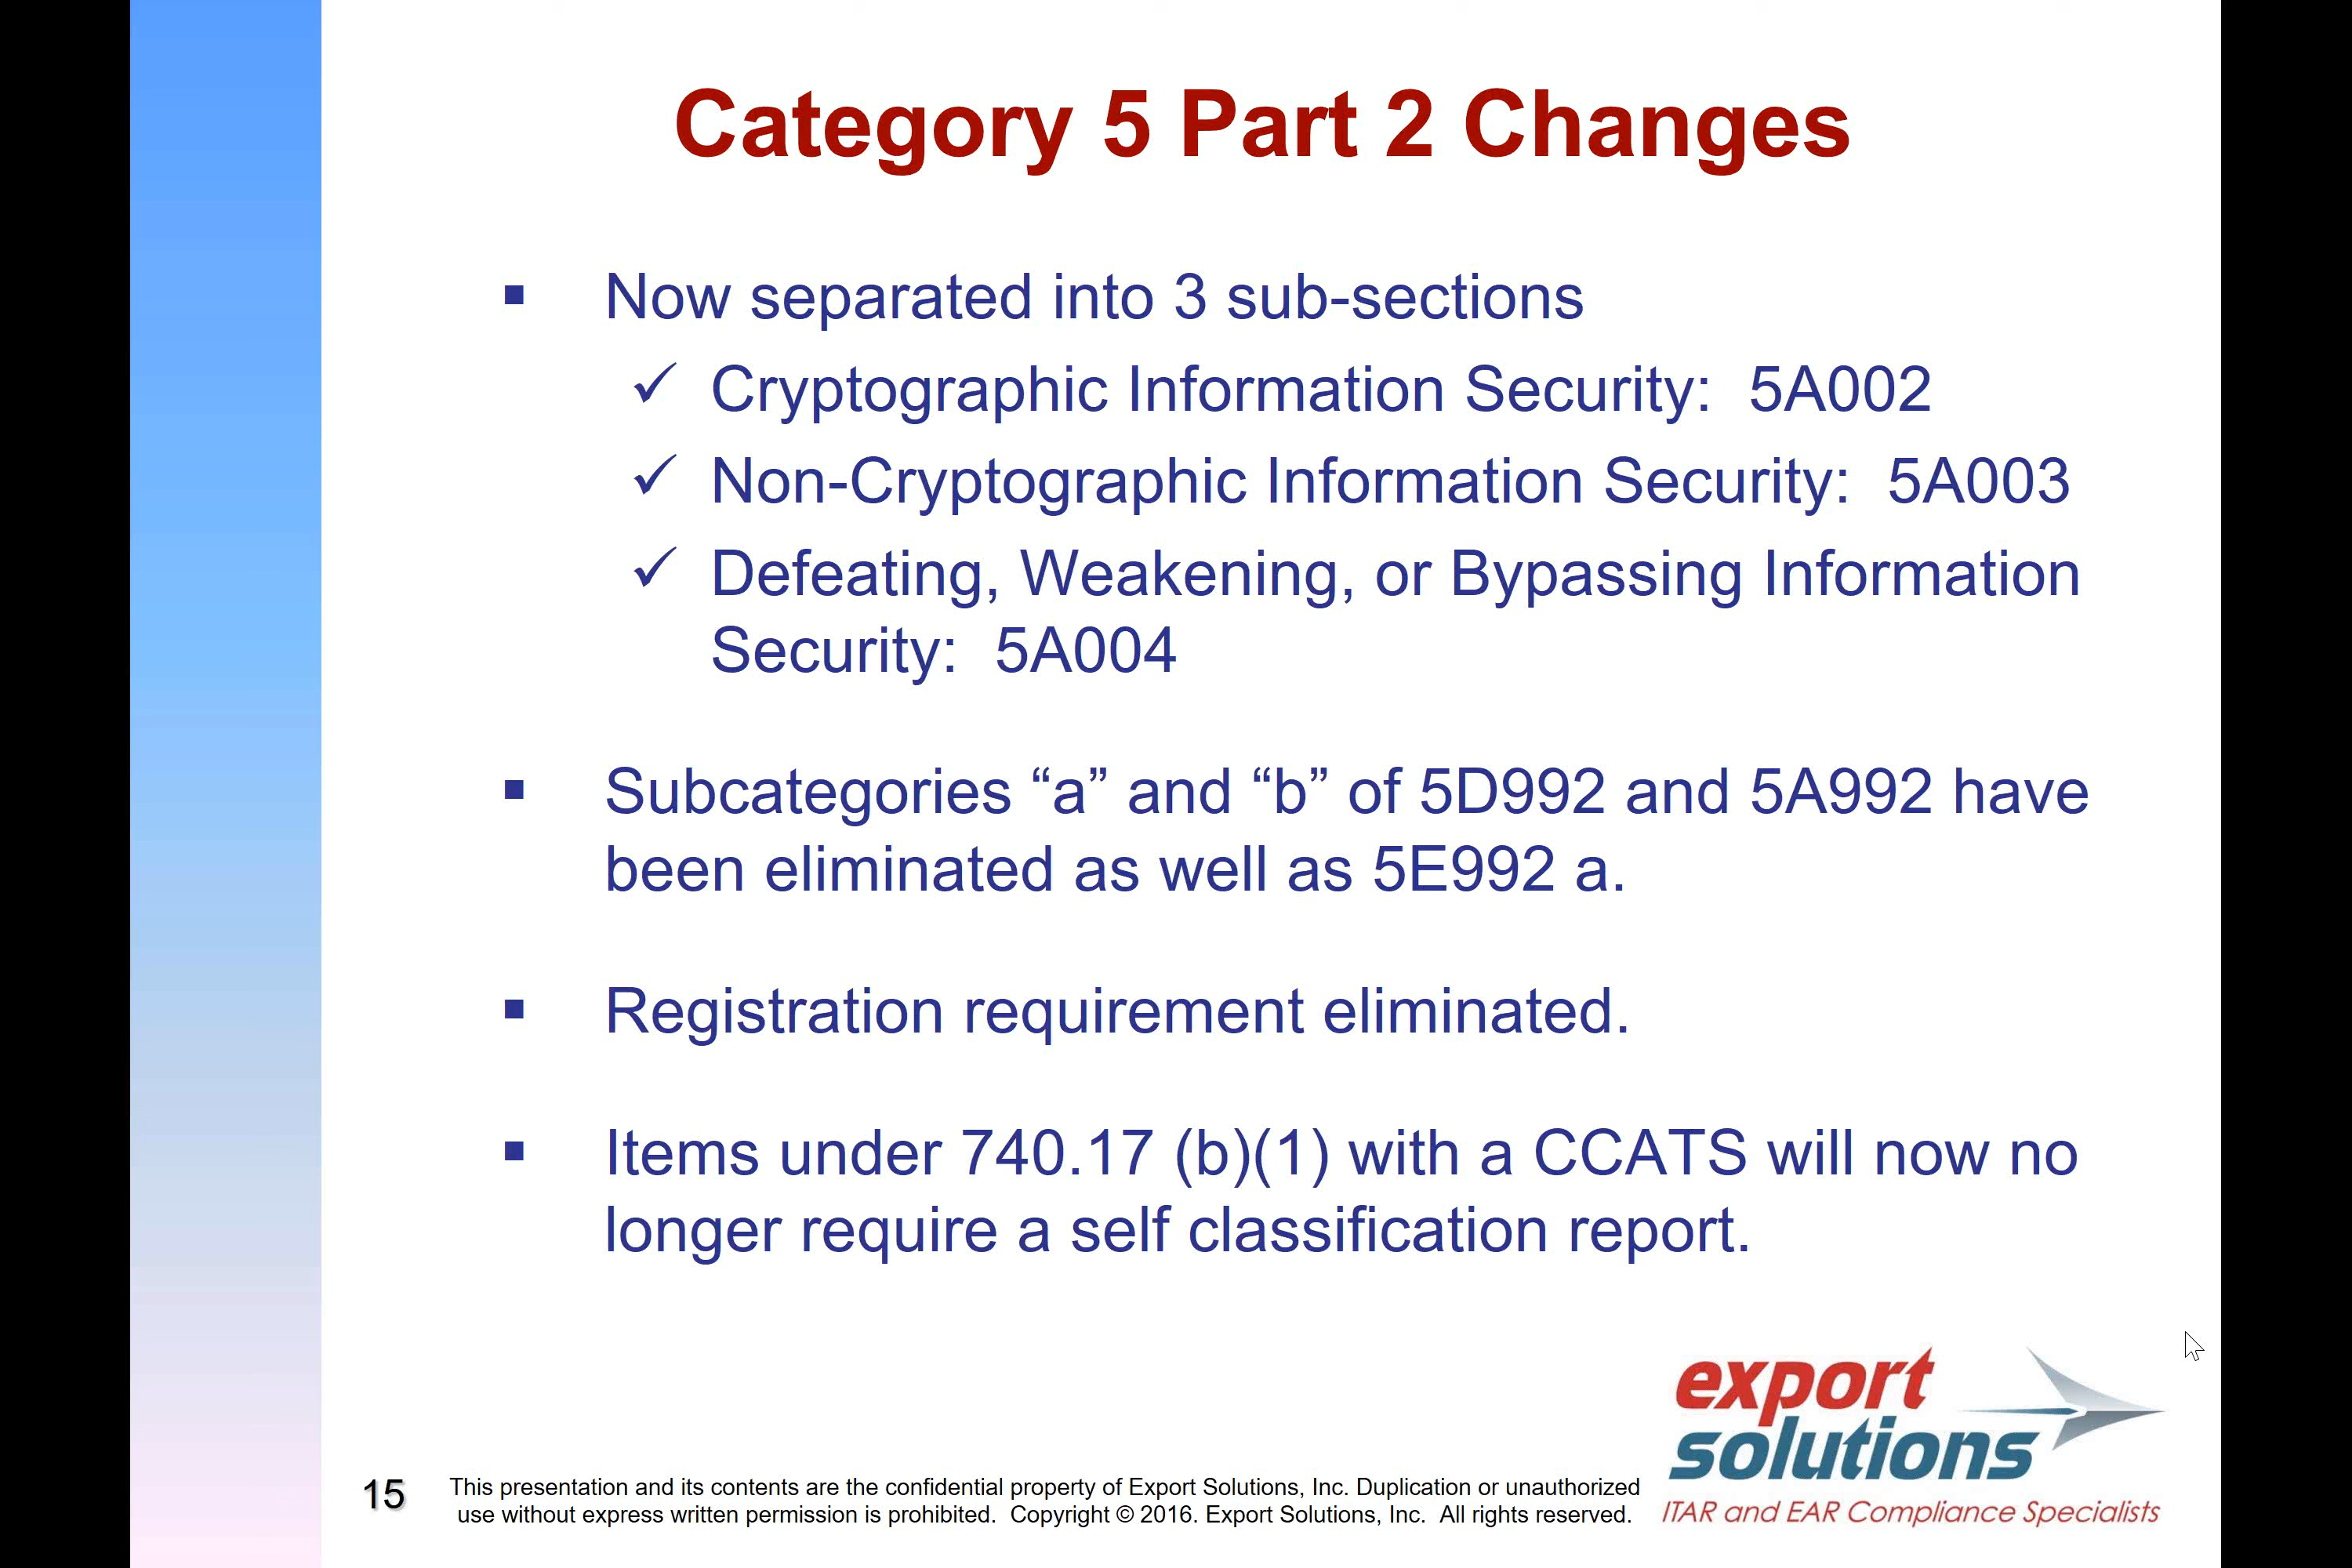 Category 5 Part 2 Changes
▪ Now separated into 3 sub-sections
✓ Cryptographic Information Security:  5A002
✓ Non-Cryptographic Information Security:  5A003
✓ Defeating, Weakening, or Bypassing Information
Security:  5A004
▪ Subcategories “a” and “b” of 5D992 and 5A992 have
been eliminated as well as 5E992 a.
▪ Registration requirement eliminated.
▪ Items under 740.17 (b)(1) with a CCATS will now no
longer require a self classification report.
export
solutions
ITAR and EAR Compliance Specialists
15
This presentation and its contents are the confidential property of Export Solutions, Inc. Duplication or unauthorized
use without express written permission is prohibited.  Copyright © 2016. Export Solutions, Inc.  All rights reserved.